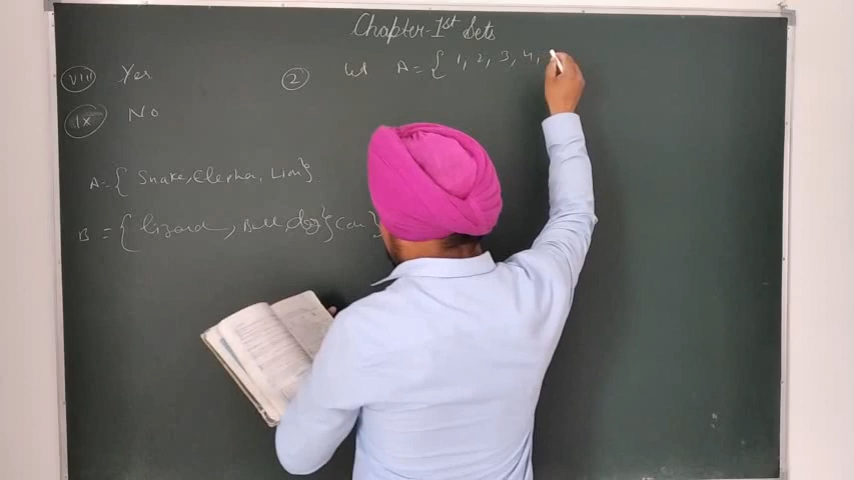 Chapter-1st Sets
(viii) Yes
(ix) No
A={ Snake, elepha, Lion}
B = {lizard, Bull, dog} Cow}
(2) let A = { 1, 2, 3, 4,